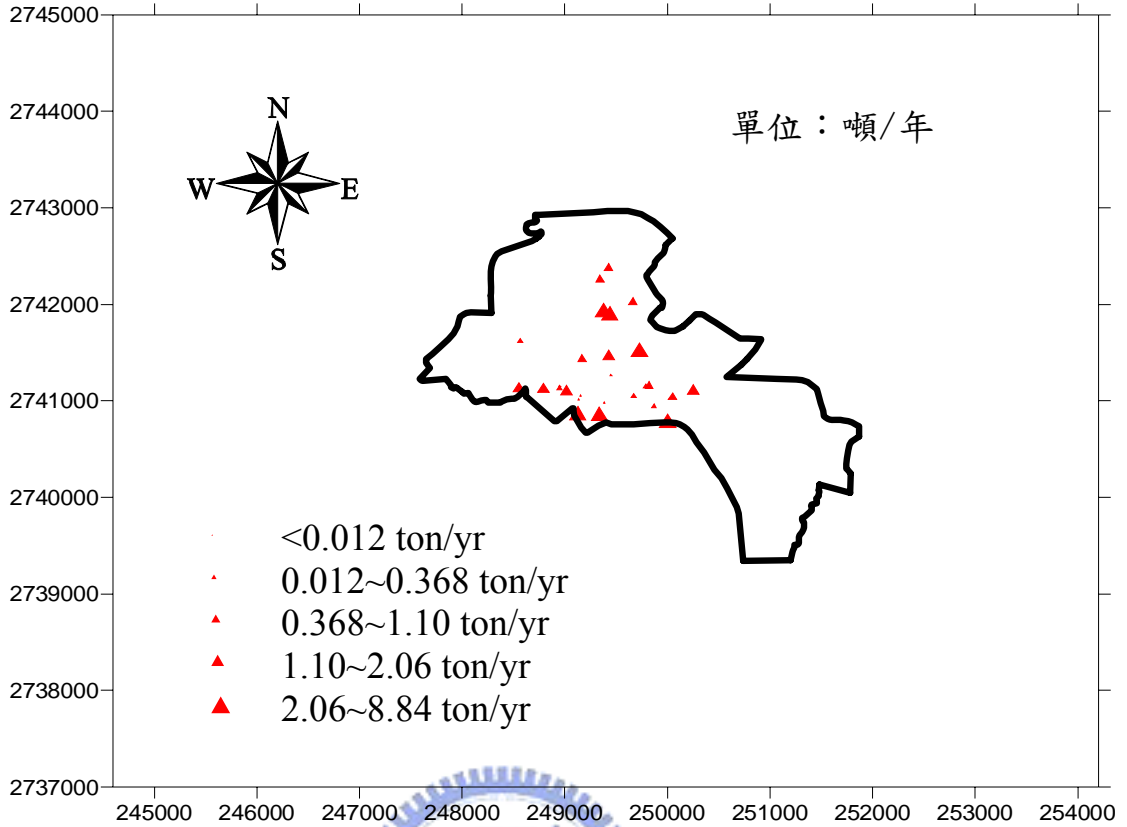 2745000
2744000
2743000
2742000
2741000
2740000
2739000
2738000
2737000
N
W E
S
單位：噸/年
<0.012 ton/yr
0.012~0.368 ton/yr
0.368~1.10 ton/yr
1.10~2.06 ton/yr
2.06~8.84 ton/yr
245000 246000 247000 248000 249000 250000 251000 252000 253000 254000